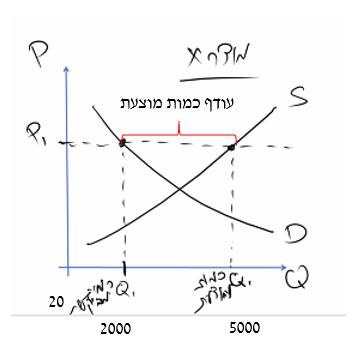 מוצר X
P
עודף כמות מוצעת
S
P₁
D
Q
כמות מבוקשת Q₁
כמות מוצעת Q₁
20
2000
5000